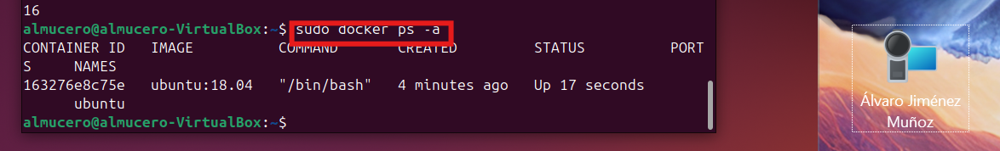 16
almucero@almucero-VirtualBox:~$ sudo docker ps -a
CONTAINER ID   IMAGE          COMMAND       CREATED         STATUS          PORT
S     NAMES
163276e8c75e   ubuntu:18.04   "/bin/bash"   4 minutes ago   Up 17 seconds
      ubuntu
almucero@almucero-VirtualBox:~$
Álvaro Jiménez
Muñoz